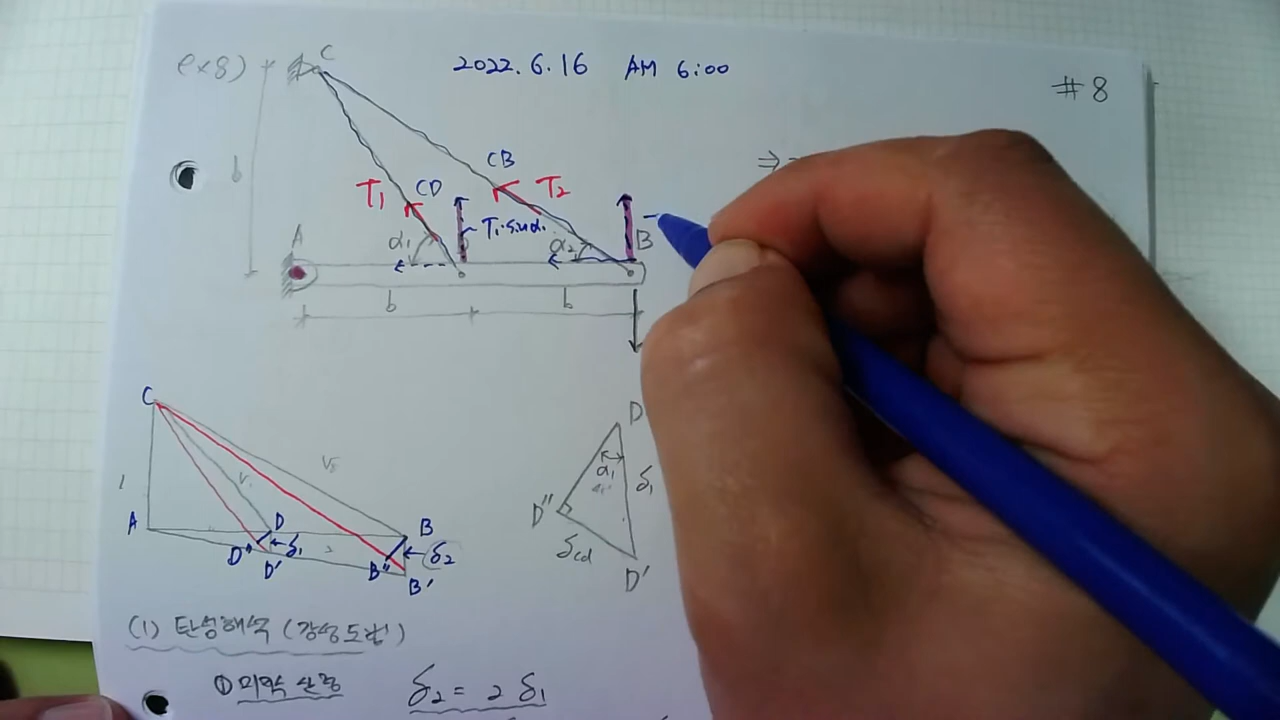 ex8)
C
2022.6.16 AM 6:00
#8
b
CB
T₁ CD T₂
A α₁ T₁·sinα₁ α₂ B
b b
C
D
α₁ δ₁
D"
A D B
D" δ₁ δ₂ δcd
D' B" B' D'
(1) 탄성해석 (강성도법)
① 미지수 산정 δ₂ = 2 δ₁